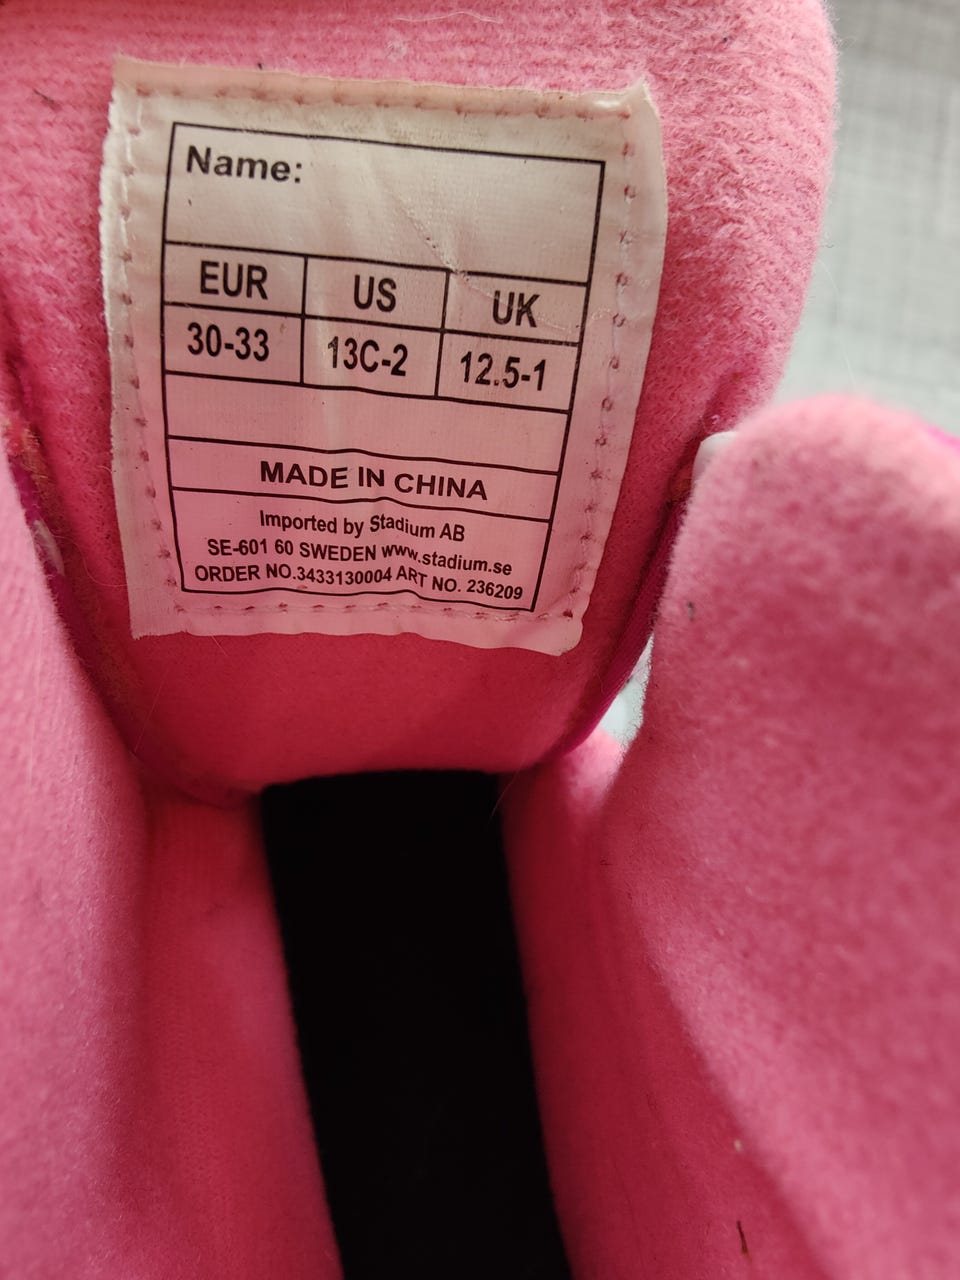 Name:
EUR US UK
30-33 13C-2 12.5-1
MADE IN CHINA
Imported by Stadium AB
SE-601 60 SWEDEN www.stadium.se
ORDER NO.3433130004 ART NO. 236209